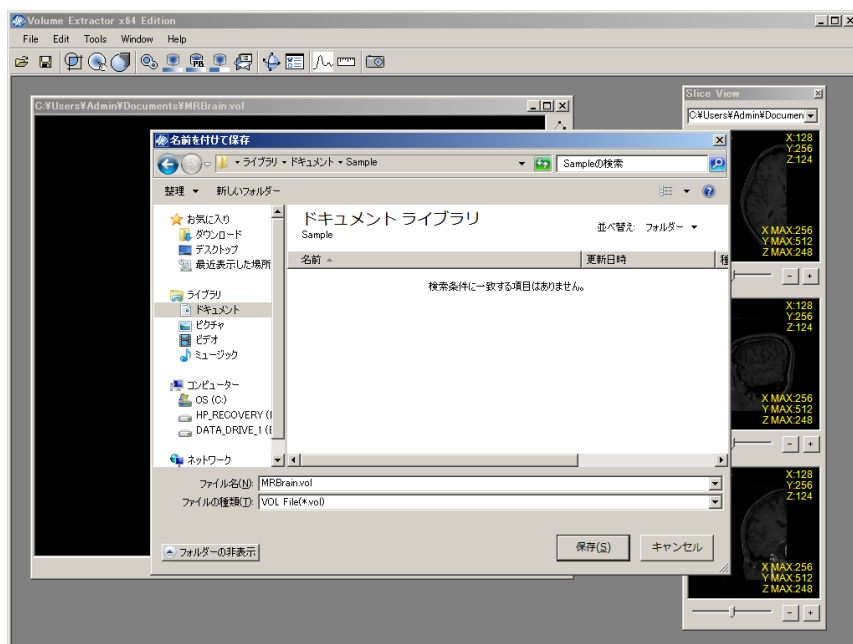 Volume Extractor x64 Edition
File Edit Tools Window Help
Slice View
C:¥Users¥Admin¥Documents¥MRBrain.vol
C:¥Users¥Admin¥Documen
名前を付けて保存
X:128
Y:256
Z:124
ライブラリ ドキュメント Sample
Sampleの検索
整理 新しいフォルダー
お気に入り
ダウンロード
デスクトップ
最近表示した場所
ライブラリ
ドキュメント
ピクチャ
ビデオ
ミュージック
コンピューター
OS (C:)
HP_RECOVERY (
DATA_DRIVE_1 (
ネットワーク
ドキュメント ライブラリ
Sample
並べ替え: フォルダー
名前 更新日時 種
検索条件に一致する項目はありません。
X MAX:256
Y MAX:512
Z MAX:248
X:128
Y:256
Z:124
X MAX:256
Y MAX:512
Z MAX:248
X:128
Y:256
Z:124
X MAX:256
Y MAX:512
Z MAX:248
ファイル名(N): MRBrain.vol
ファイルの種類(T): VOL File(*.vol)
フォルダーの非表示
保存(S) キャンセル